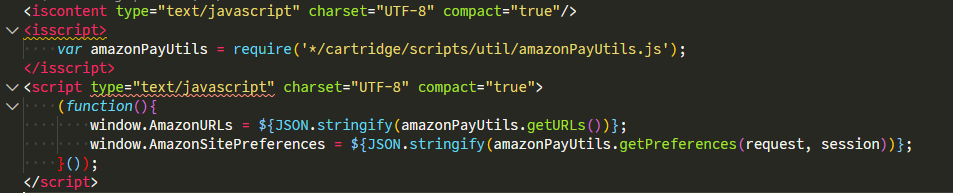 <iscontent type="text/javascript" charset="UTF-8" compact="true"/>
<isscript>
var amazonPayUtils = require('*/cartridge/scripts/util/amazonPayUtils.js');
</isscript>
<script type="text/javascript" charset="UTF-8" compact="true">
(function(){
window.AmazonURLs = ${JSON.stringify(amazonPayUtils.getURLs())};
window.AmazonSitePreferences = ${JSON.stringify(amazonPayUtils.getPreferences(request, session))};
}());
</script>